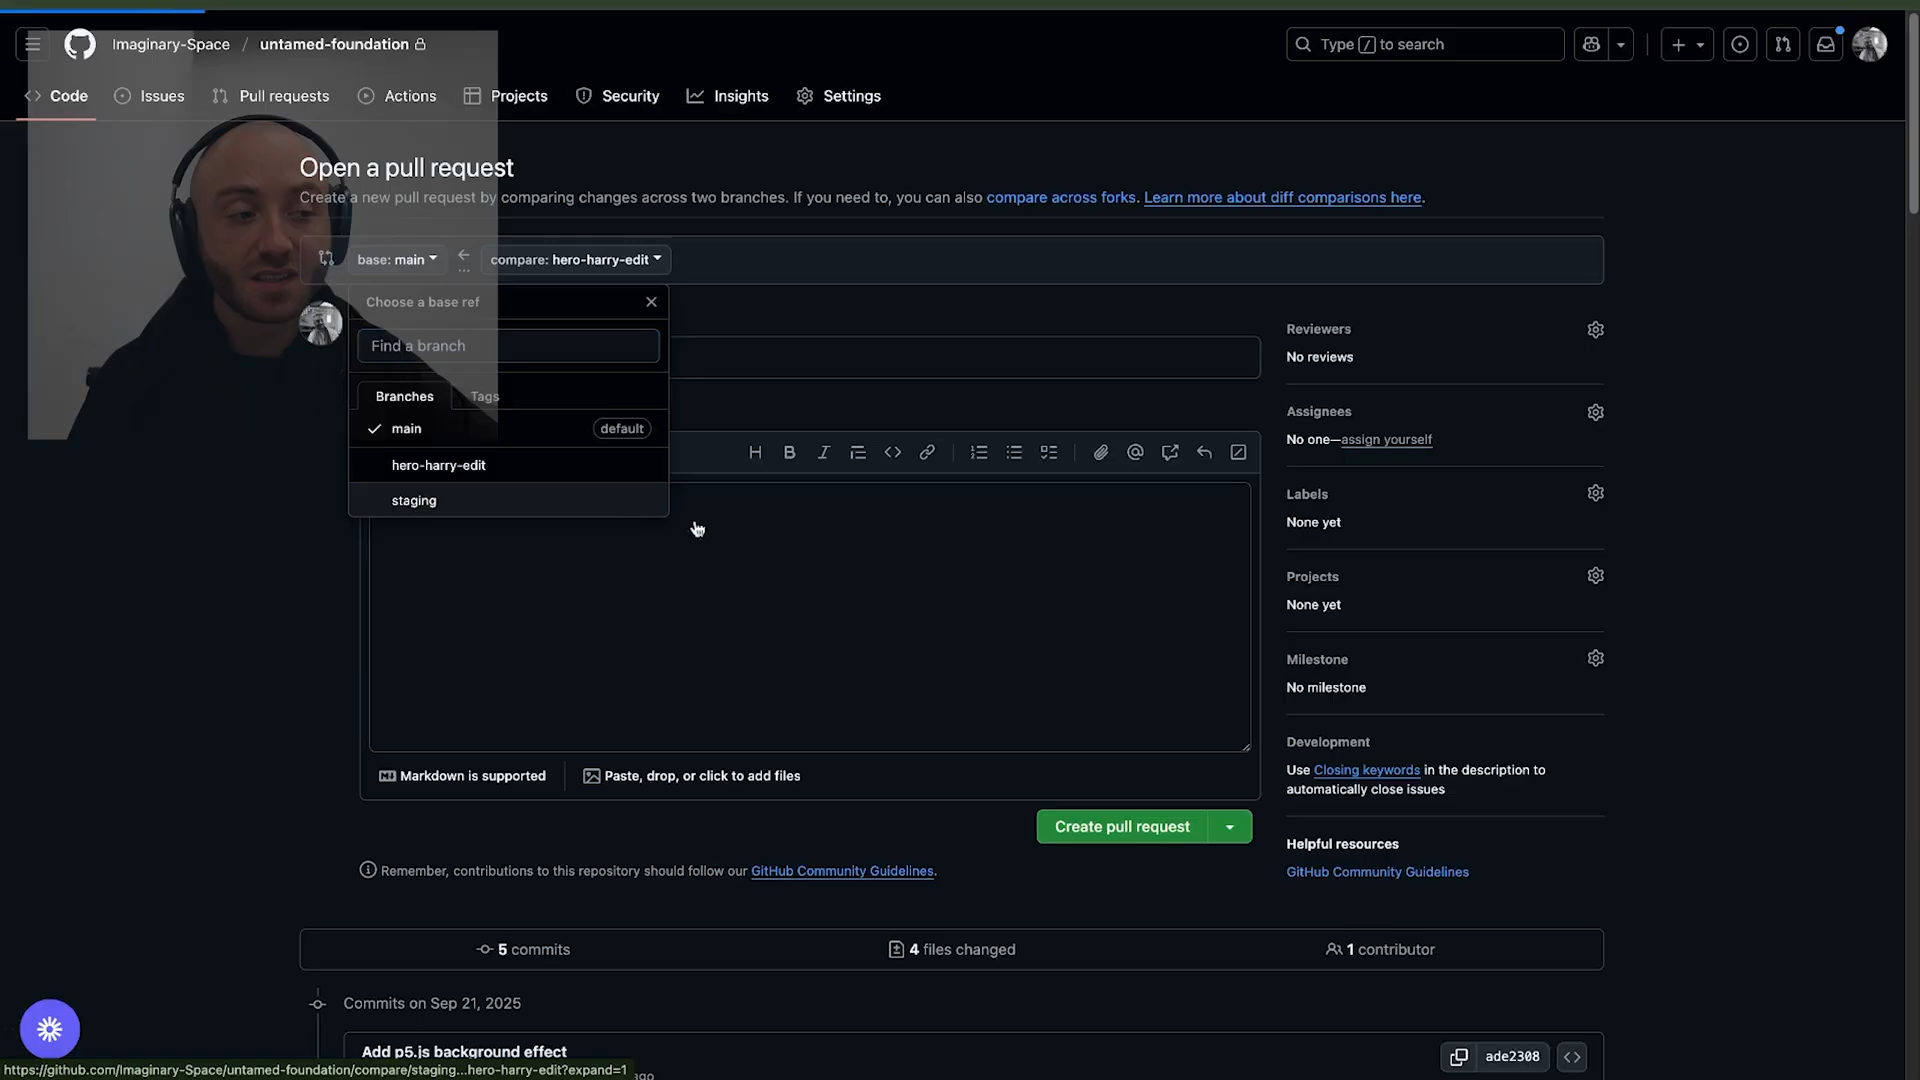 Imaginary-Space / untamed-foundation
Type / to search
Code
Issues
Pull requests
Actions
Projects
Security
Insights
Settings
Open a pull request
Create a new pull request by comparing changes across two branches. If you need to, you can also compare across forks. Learn more about diff comparisons here.
base: main
compare: hero-harry-edit
Choose a base ref
Find a branch
Branches
Tags
main
default
hero-harry-edit
staging
Reviewers
No reviews
Assignees
No one—assign yourself
Labels
None yet
Projects
None yet
Milestone
No milestone
Development
Use Closing keywords in the description to
automatically close issues
Markdown is supported
Paste, drop, or click to add files
Create pull request
Helpful resources
GitHub Community Guidelines
Remember, contributions to this repository should follow our GitHub Community Guidelines.
5 commits
4 files changed
1 contributor
Commits on Sep 21, 2025
Add p5.js background effect
ade2308
https://github.com/Imaginary-Space/untamed-foundation/compare/staging...hero-harry-edit?expand=1
ago